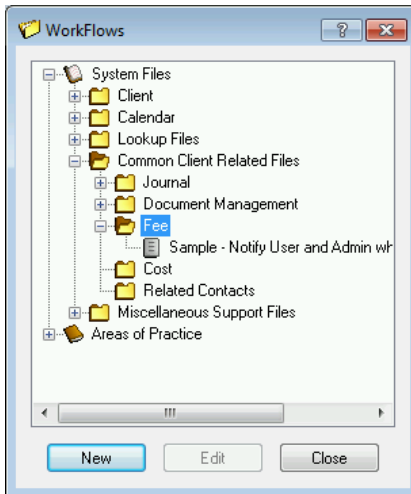 WorkFlows
System Files
Client
Calendar
Lookup Files
Common Client Related Files
Journal
Document Management
Fee
Sample - Notify User and Admin wh
Cost
Related Contacts
Miscellaneous Support Files
Areas of Practice
New Edit Close